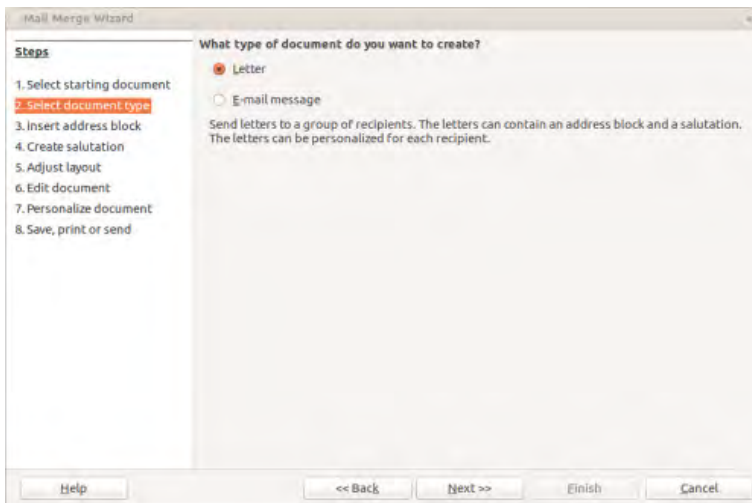 Mail Merge Wizard
Steps
1. Select starting document
2. Select document type
3. Insert address block
4. Create salutation
5. Adjust layout
6. Edit document
7. Personalize document
8. Save, print or send
What type of document do you want to create?
Letter
E-mail message
Send letters to a group of recipients. The letters can contain an address block and a salutation.
The letters can be personalized for each recipient.
Help
<< Back
Next >>
Finish
Cancel